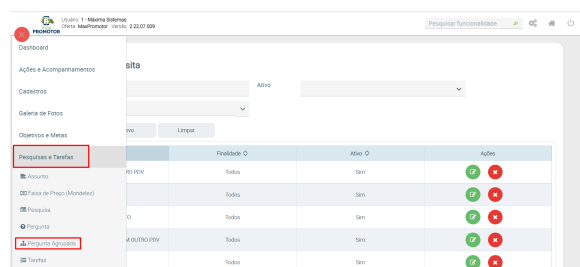 Usuário: 1 - Máxima Sistemas
Oferta: MaxPromotor Versão: 2.22.07.009
PROMOTOR
Pesquisar funcionalidade
Dashboard
Ações e Acompanhamentos
Cadastros
Galeria de Fotos
Objetivos e Metas
Pesquisas e Tarefas
Assunto
Faixa de Preço (Mondelez)
Pesquisa
Pergunta
Pergunta Agrupada
Tarefas
sita
Ativo
ovo
Limpar
Finalidade
Ativo
Ações
RO PDV
Todos
Sim
Todos
Sim
O
Todos
Sim
M OUTRO PDV
Todos
Sim
Todos
Sim